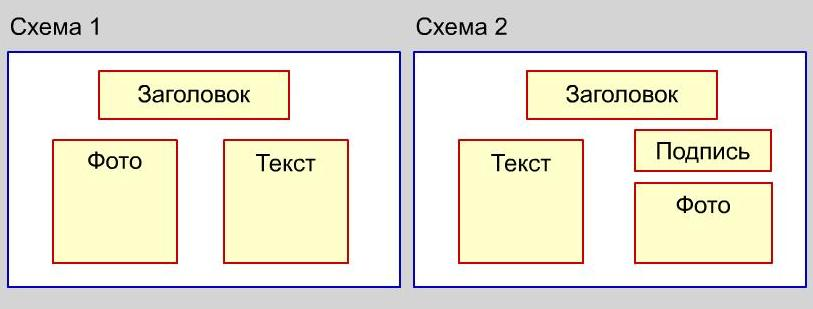 Схема 1
Заголовок
Фото
Текст
Схема 2
Заголовок
Текст
Подпись
Фото